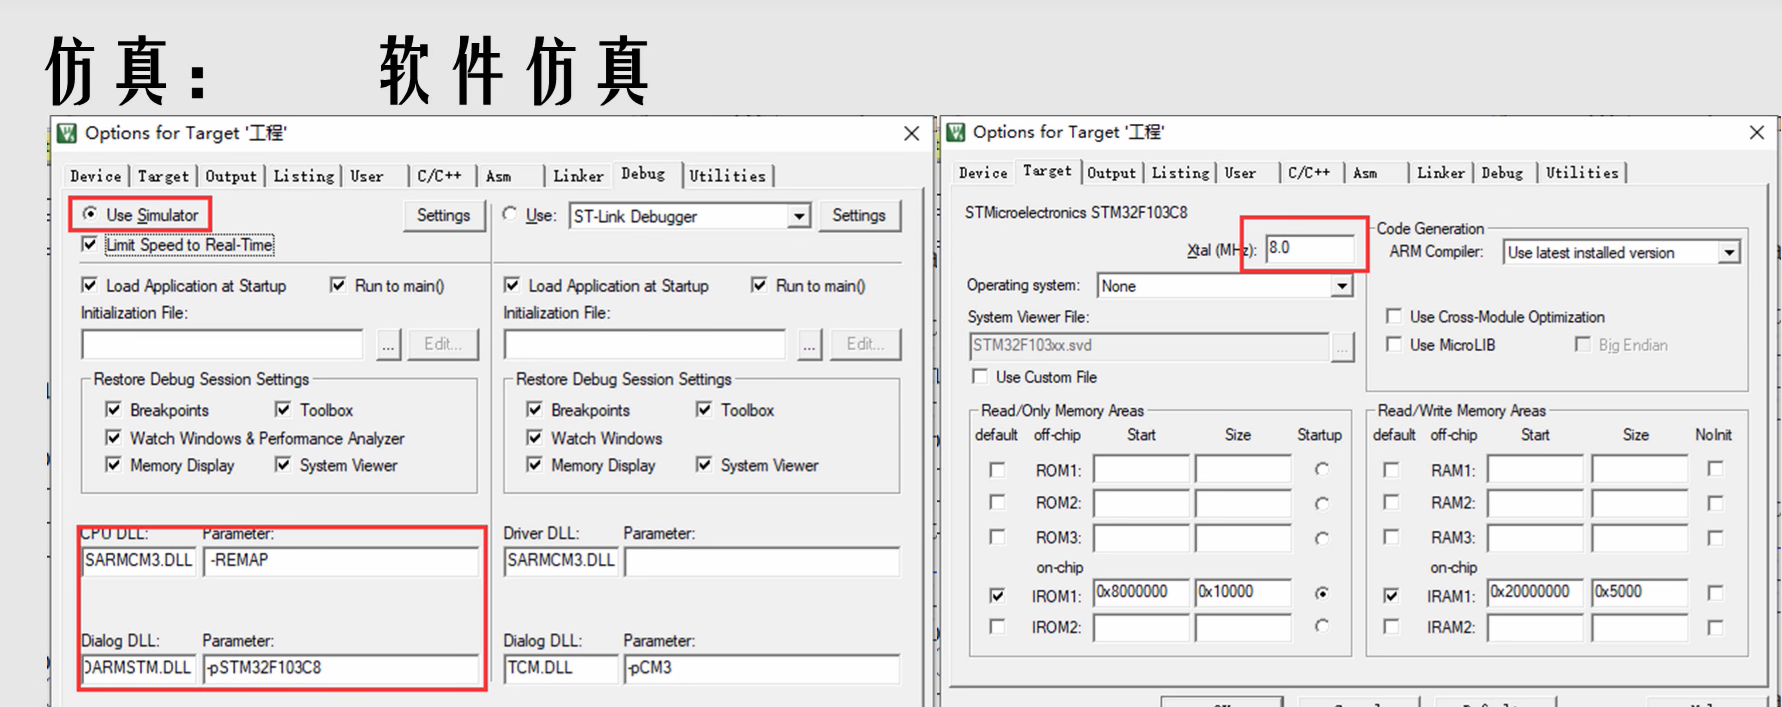 仿真： 软件仿真
Options for Target '工程'
Device Target Output Listing User C/C++ Asm Linker Debug Utilities
Use Simulator Settings Use: ST-Link Debugger Settings
Limit Speed to Real-Time
Load Application at Startup Run to main() Load Application at Startup Run to main()
Initialization File: Initialization File:
... Edit... ... Edit...
Restore Debug Session Settings Restore Debug Session Settings
Breakpoints Toolbox Breakpoints Toolbox
Watch Windows & Performance Analyzer Watch Windows
Memory Display System Viewer Memory Display System Viewer
CPU DLL: Parameter: Driver DLL: Parameter:
SARMCM3.DLL -REMAP SARMCM3.DLL
Dialog DLL: Parameter: Dialog DLL: Parameter:
DARMSTM.DLL -pSTM32F103C8 TCM.DLL -pCM3
Options for Target '工程'
Device Target Output Listing User C/C++ Asm Linker Debug Utilities
STMicroelectronics STM32F103C8
Xtal (MHz): 8.0
Operating system: None
System Viewer File:
STM32F103xx.svd ...
Use Custom File
Code Generation
ARM Compiler: Use latest installed version
Use Cross-Module Optimization
Use MicroLIB Big Endian
Read/Only Memory Areas
default off-chip Start Size Startup
ROM1:
ROM2:
ROM3:
on-chip
IROM1: 0x8000000 0x10000
IROM2:
Read/Write Memory Areas
default off-chip Start Size NoInit
RAM1:
RAM2:
RAM3:
on-chip
IRAM1: 0x20000000 0x5000
IRAM2: